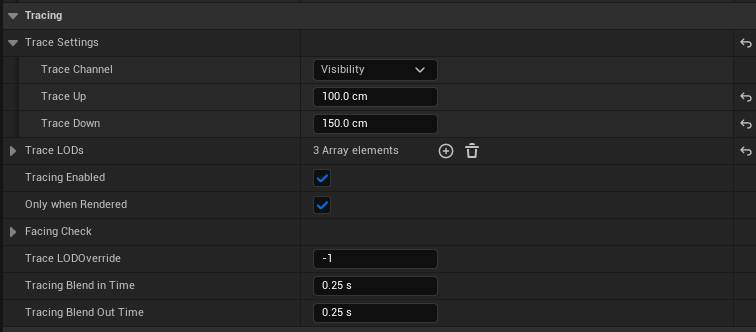 Tracing
Trace Settings
Trace Channel Visibility
Trace Up 100.0 cm
Trace Down 150.0 cm
Trace LODs 3 Array elements
Tracing Enabled
Only when Rendered
Facing Check
Trace LODOverride -1
Tracing Blend in Time 0.25 s
Tracing Blend Out Time 0.25 s